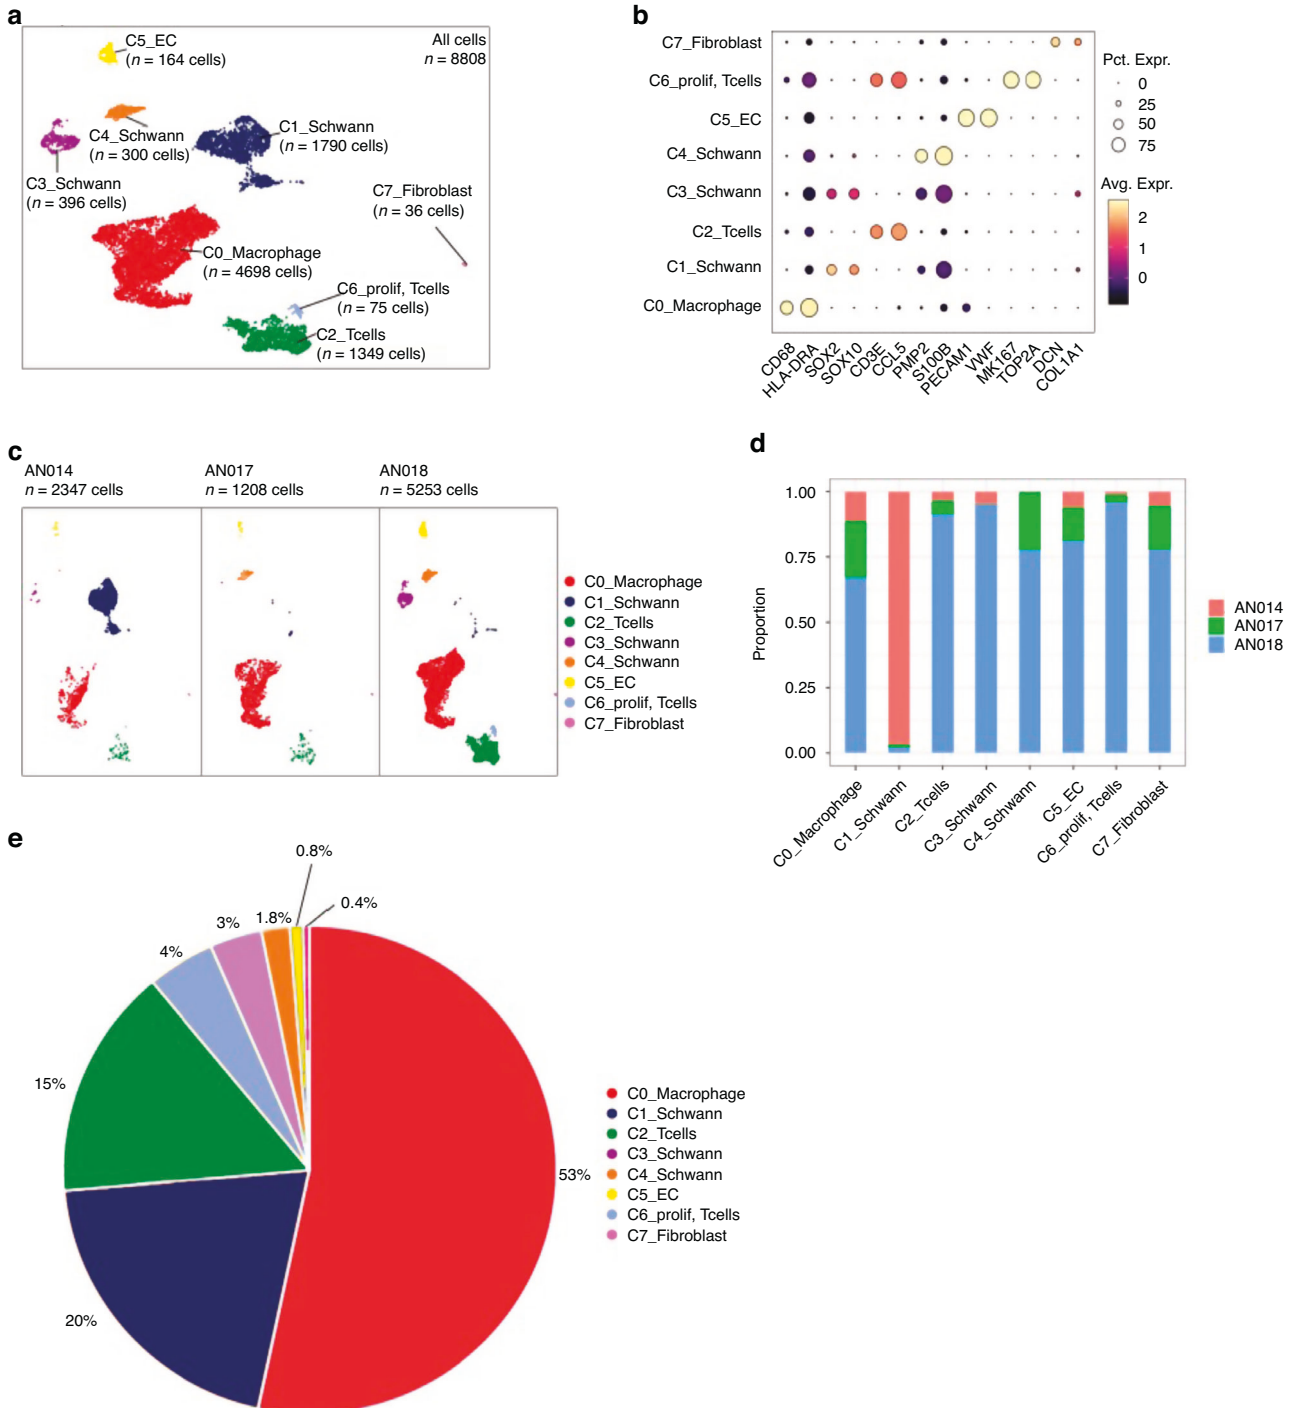 a
C5_EC
(n = 164 cells)
All cells
n = 8808
C4_Schwann
(n = 300 cells)
C1_Schwann
(n = 1790 cells)
C3_Schwann
(n = 396 cells)
C7_Fibroblast
(n = 36 cells)
C0_Macrophage
(n = 4698 cells)
C6_prolif, Tcells
(n = 75 cells)
C2_Tcells
(n = 1349 cells)
b
C7_Fibroblast
C6_prolif, Tcells
C5_EC
C4_Schwann
C3_Schwann
C2_Tcells
C1_Schwann
C0_Macrophage
CD68
HLA-DRA
SOX2
SOX10
CD3E
CCL5
PMP2
S100B
PECAM1
VWF
MK167
TOP2A
DCN
COL1A1
Pct. Expr.
0
25
50
75
Avg. Expr.
2
1
0
c
AN014
n = 2347 cells
AN017
n = 1208 cells
AN018
n = 5253 cells
C0_Macrophage
C1_Schwann
C2_Tcells
C3_Schwann
C4_Schwann
C5_EC
C6_prolif, Tcells
C7_Fibroblast
d
Proportion
1.00
0.75
0.50
0.25
0.00
C0_Macrophage
C1_Schwann
C2_Tcells
C3_Schwann
C4_Schwann
C5_EC
C6_prolif, Tcells
C7_Fibroblast
AN014
AN017
AN018
e
0.8%
0.4%
1.8%
3%
4%
15%
20%
53%
C0_Macrophage
C1_Schwann
C2_Tcells
C3_Schwann
C4_Schwann
C5_EC
C6_prolif, Tcells
C7_Fibroblast